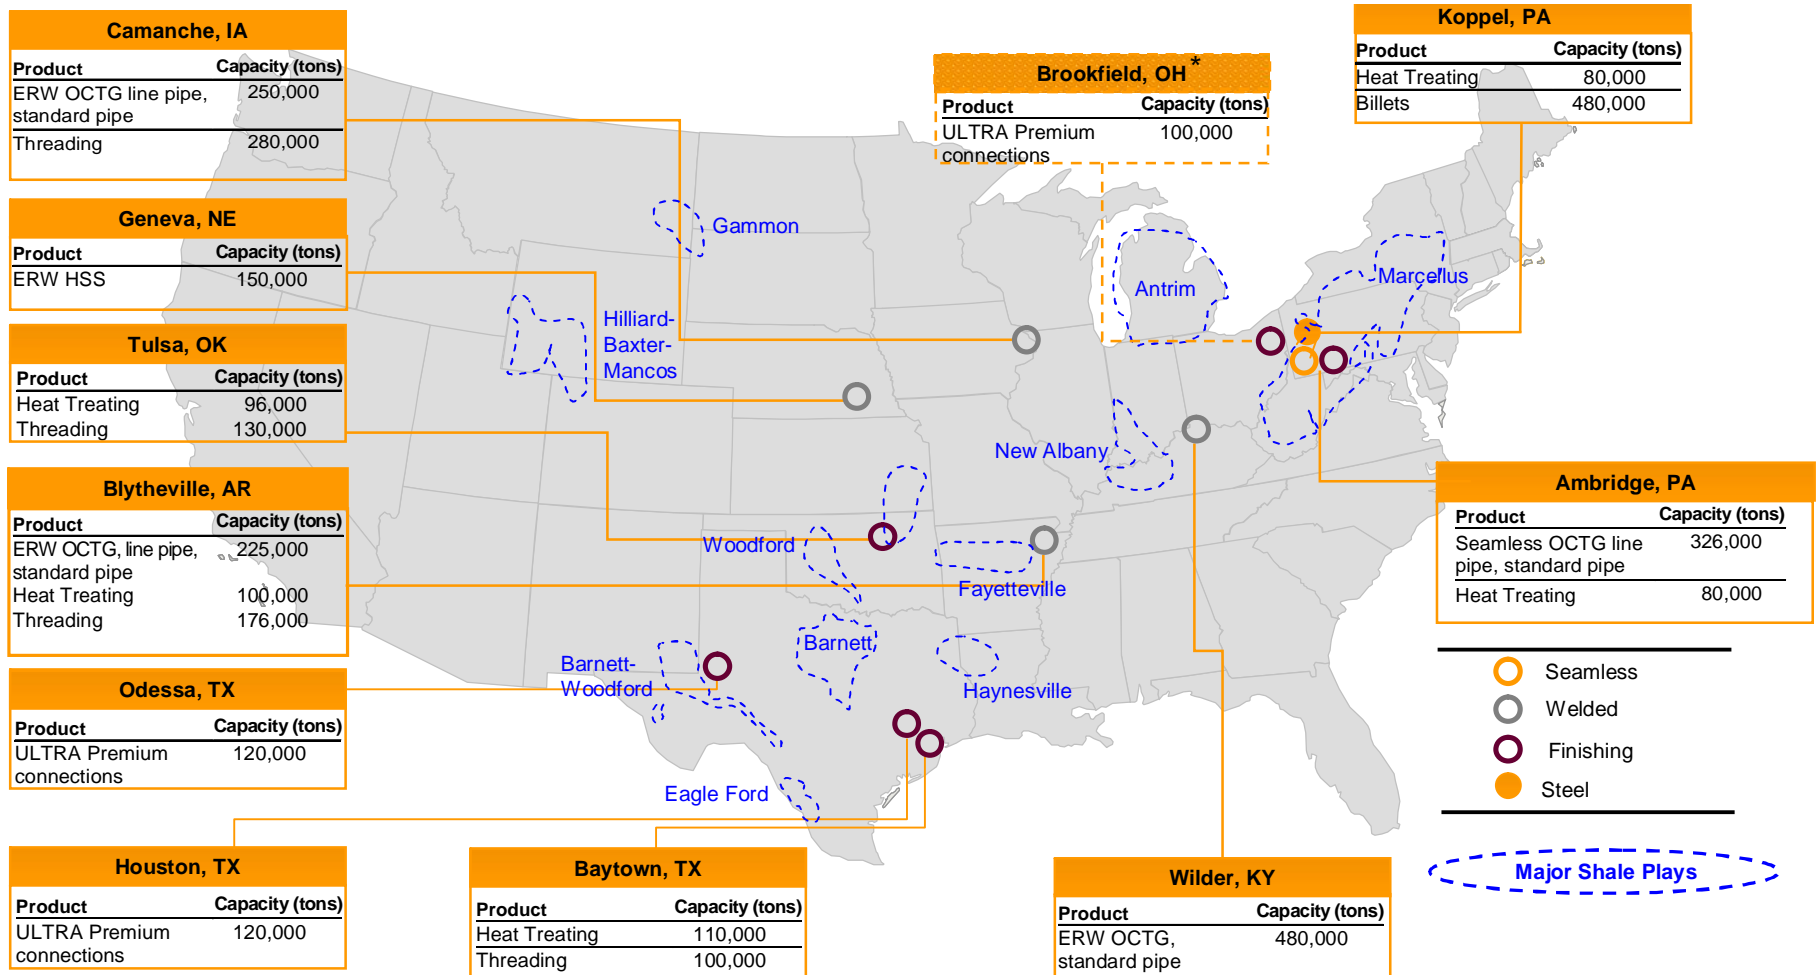 Camanche, IA
Product Capacity (tons)
ERW OCTG line pipe, 250,000
standard pipe
Threading 280,000
Geneva, NE
Product Capacity (tons)
ERW HSS 150,000
Tulsa, OK
Product Capacity (tons)
Heat Treating 96,000
Threading 130,000
Blytheville, AR
Product Capacity (tons)
ERW OCTG, line pipe, 225,000
standard pipe
Heat Treating 100,000
Threading 176,000
Odessa, TX
Product Capacity (tons)
ULTRA Premium 120,000
connections
Houston, TX
Product Capacity (tons)
ULTRA Premium 120,000
connections
Baytown, TX
Product Capacity (tons)
Heat Treating 110,000
Threading 100,000
Wilder, KY
Product Capacity (tons)
ERW OCTG, 480,000
standard pipe
Brookfield, OH *
Product Capacity (tons)
ULTRA Premium 100,000
connections
Koppel, PA
Product Capacity (tons)
Heat Treating 80,000
Billets 480,000
Ambridge, PA
Product Capacity (tons)
Seamless OCTG line 326,000
pipe, standard pipe
Heat Treating 80,000
Gammon
Hilliard-
Baxter-
Mancos
Antrim
Marcellus
New Albany
Woodford
Fayetteville
Barnett
Barnett-
Woodford
Haynesville
Eagle Ford
Seamless
Welded
Finishing
Steel
Major Shale Plays